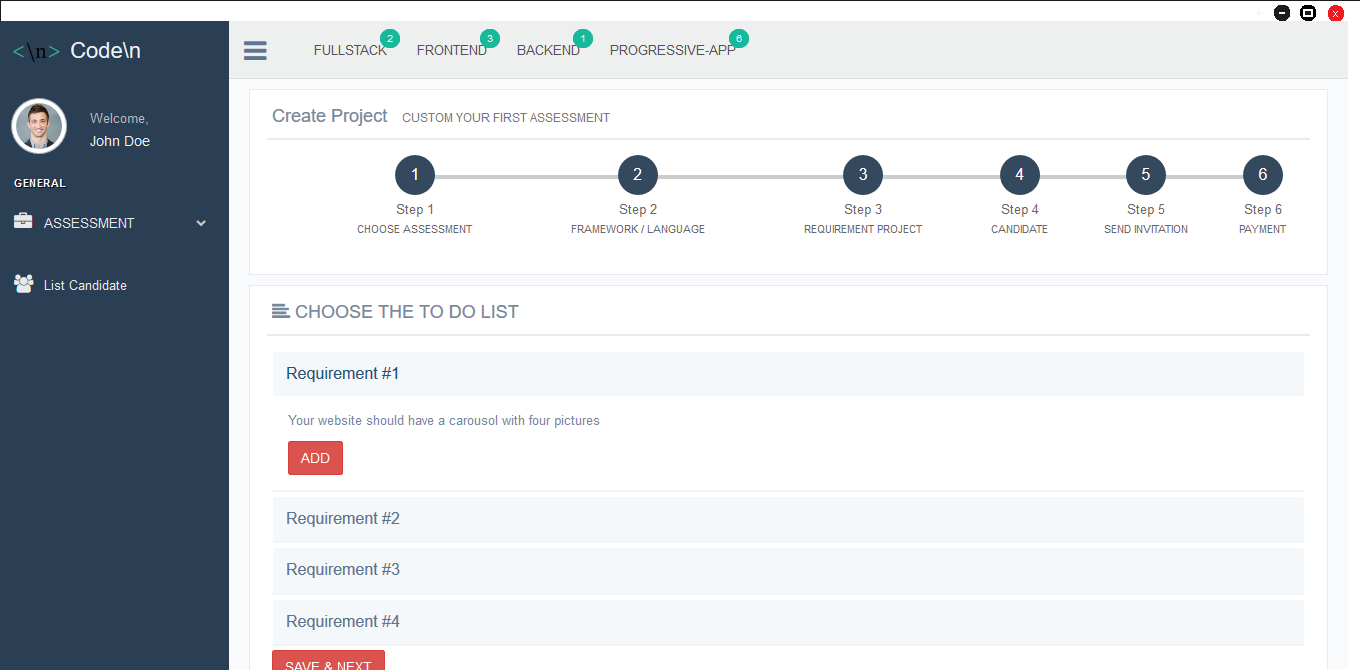 <\n> Code\n
Welcome,
John Doe
GENERAL
ASSESSMENT
List Candidate
x
FULLSTACK 2 FRONTEND 3 BACKEND 1 PROGRESSIVE-APP 6
Create Project CUSTOM YOUR FIRST ASSESSMENT
1 2 3 4 5 6
Step 1 Step 2 Step 3 Step 4 Step 5 Step 6
CHOOSE ASSESSMENT FRAMEWORK / LANGUAGE REQUIREMENT PROJECT CANDIDATE SEND INVITATION PAYMENT
CHOOSE THE TO DO LIST
Requirement #1
Your website should have a carousol with four pictures
ADD
Requirement #2
Requirement #3
Requirement #4
SAVE & NEXT